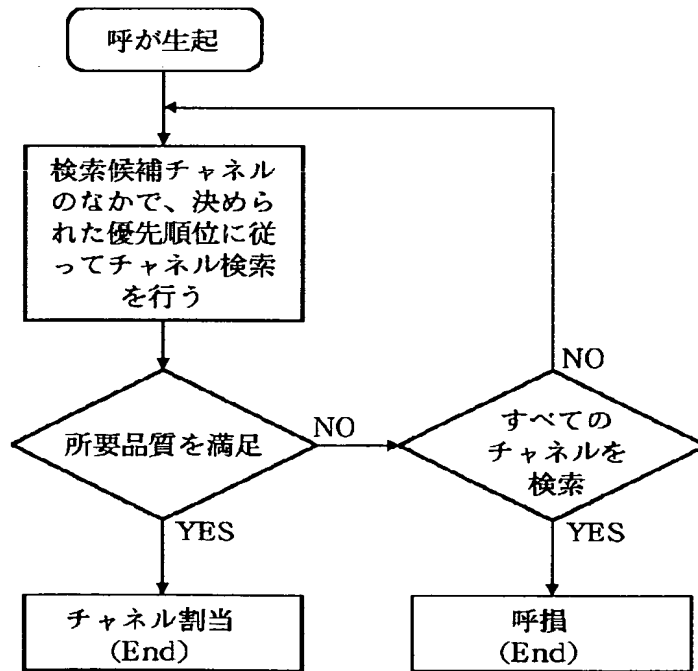 呼が生起
検索候補チャネル
のなかで、決めら
れた優先順位に従
ってチャネル検索
を行う
所要品質を満足
NO
YES
チャネル割当
(End)
すべての
チャネルを
検索
NO
YES
呼損
(End)